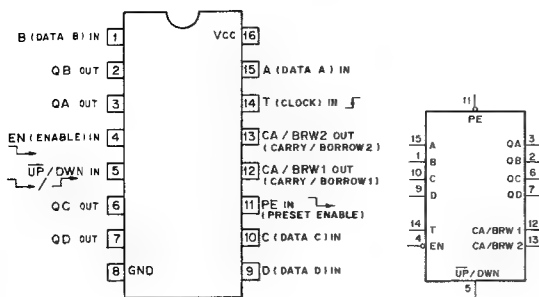 B (DATA B) IN 1
16 Vcc
QB OUT 2
15 A (DATA A) IN
QA OUT 3
14 T (CLOCK) IN
EN (ENABLE) IN 4
13 CA / BRW2 OUT
(CARRY / BORROW2)
U̅P̅ / DWN IN 5
12 CA / BRW1 OUT
(CARRY / BORROW1)
QC OUT 6
11 PE IN
(PRESET ENABLE)
QD OUT 7
10 C (DATA C) IN
8 GND
9 D (DATA D) IN
11
PE
15 A QA 3
1 B QB 2
10 C QC 6
9 D QD 7
14 T CA/BRW 1 12
4 EN CA/BRW 2 13
U̅P̅ / DWN
5